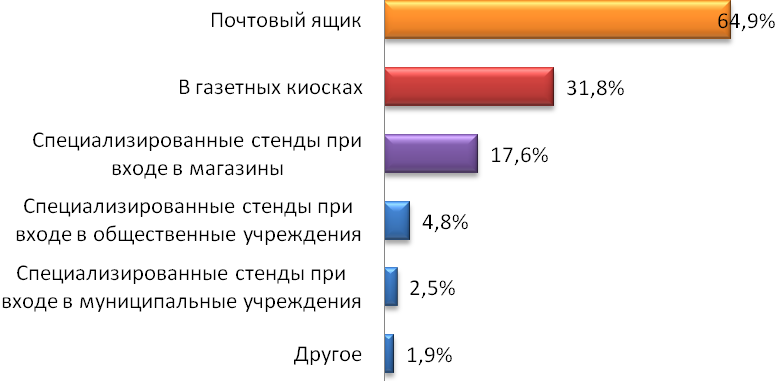 Почтовый ящик
64,9%
В газетных киосках
31,8%
Специализированные стенды при
входе в магазины
17,6%
Специализированные стенды при
входе в общественные учреждения
4,8%
Специализированные стенды при
входе в муниципальные учреждения
2,5%
Другое
1,9%